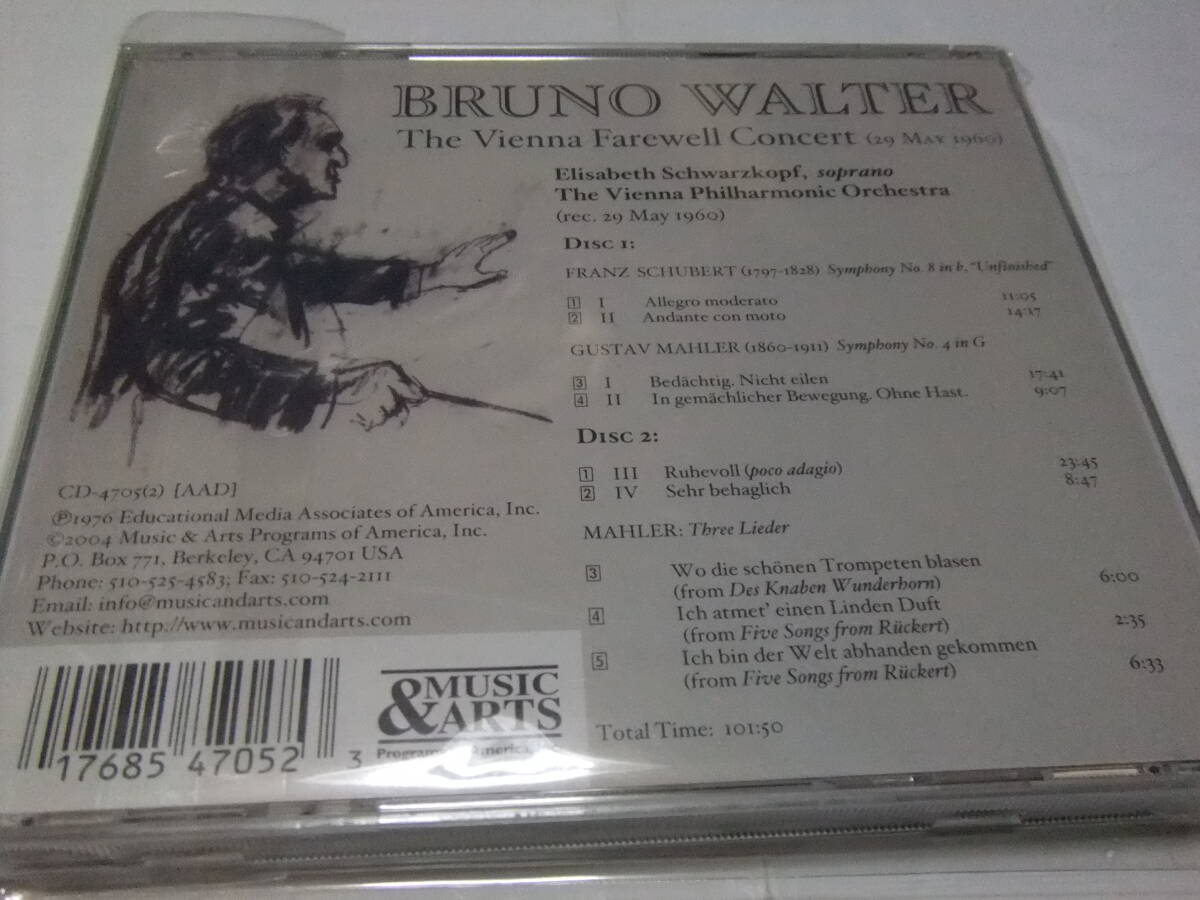 BRUNO WALTER
The Vienna Farewell Concert (29 May 1960)
Elisabeth Schwarzkopf, soprano
The Vienna Philharmonic Orchestra
(rec. 29 May 1960)
Disc 1:
FRANZ SCHUBERT (1797-1828) Symphony No. 8 in b, "Unfinished"
1 I Allegro moderato 11:05
2 II Andante con moto 14:17
GUSTAV MAHLER (1860-1911) Symphony No. 4 in G
3 I Bedächtig. Nicht eilen 17:41
4 II In gemächlicher Bewegung. Ohne Hast. 9:07
Disc 2:
1 III Ruhevoll (poco adagio) 23:45
2 IV Sehr behaglich 8:47
MAHLER: Three Lieder
3 Wo die schönen Trompeten blasen
(from Des Knaben Wunderhorn) 6:00
4 Ich atmet' einen Linden Duft
(from Five Songs from Rückert) 2:35
5 Ich bin der Welt abhanden gekommen
(from Five Songs from Rückert) 6:33
Total Time: 101:50
CD-4705(2) [AAD]
℗1976 Educational Media Associates of America, Inc.
©2004 Music & Arts Programs of America, Inc.
P.O. Box 771, Berkeley, CA 94701 USA
Phone: 510-525-4583; Fax: 510-524-2111
Email: info@musicandarts.com
Website: http://www.musicandarts.com
17685 47052 3
MUSIC
&ARTS